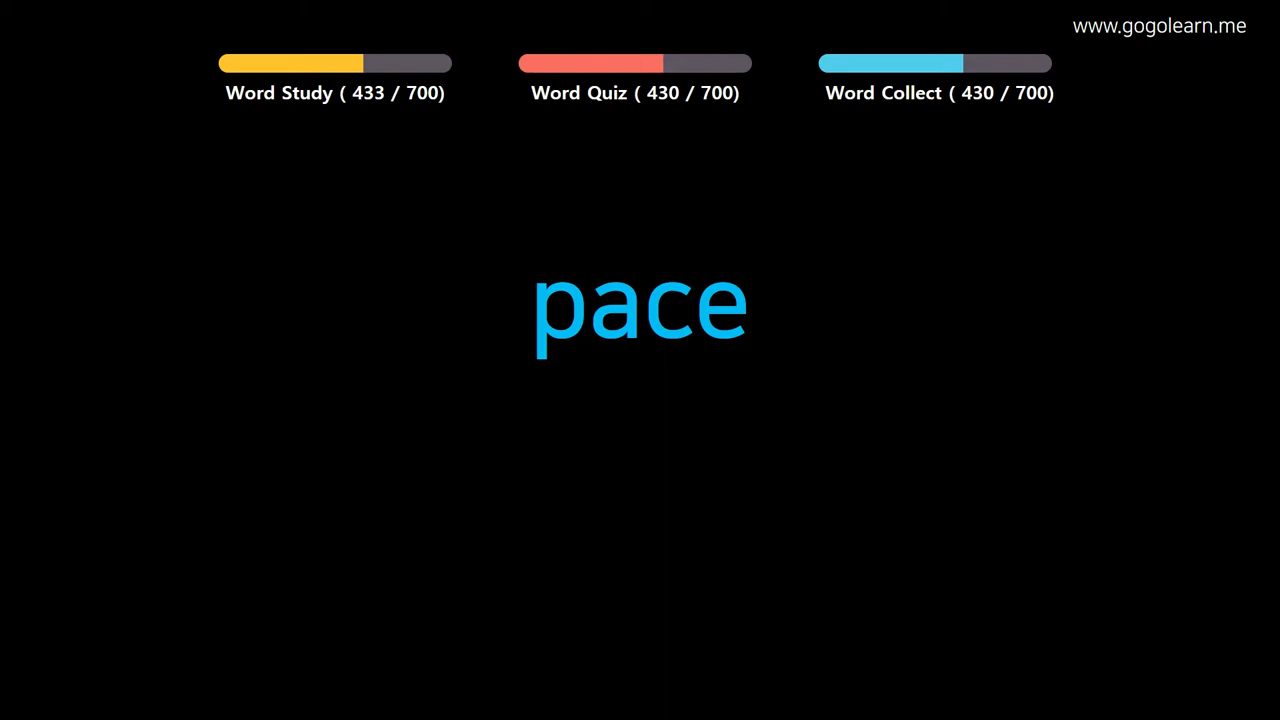 www.gogolearn.me
Word Study ( 433 / 700)
Word Quiz ( 430 / 700)
Word Collect ( 430 / 700)
pace